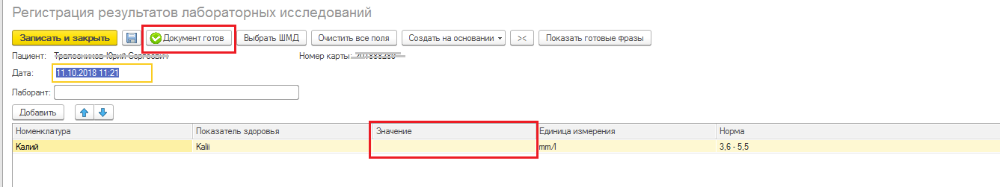 Регистрация результатов лабораторных исследований
Записать и закрыть Документ готов Выбрать ШМД Очистить все поля Создать на основании Показать готовые фразы
Пациент: Номер карты:
Дата: 11.10.2018 11:21
Лаборант:
Добавить
Номенклатура Показатель здоровья Значение Единица измерения Норма
Калий Kalii mm/l 3,6 - 5,5